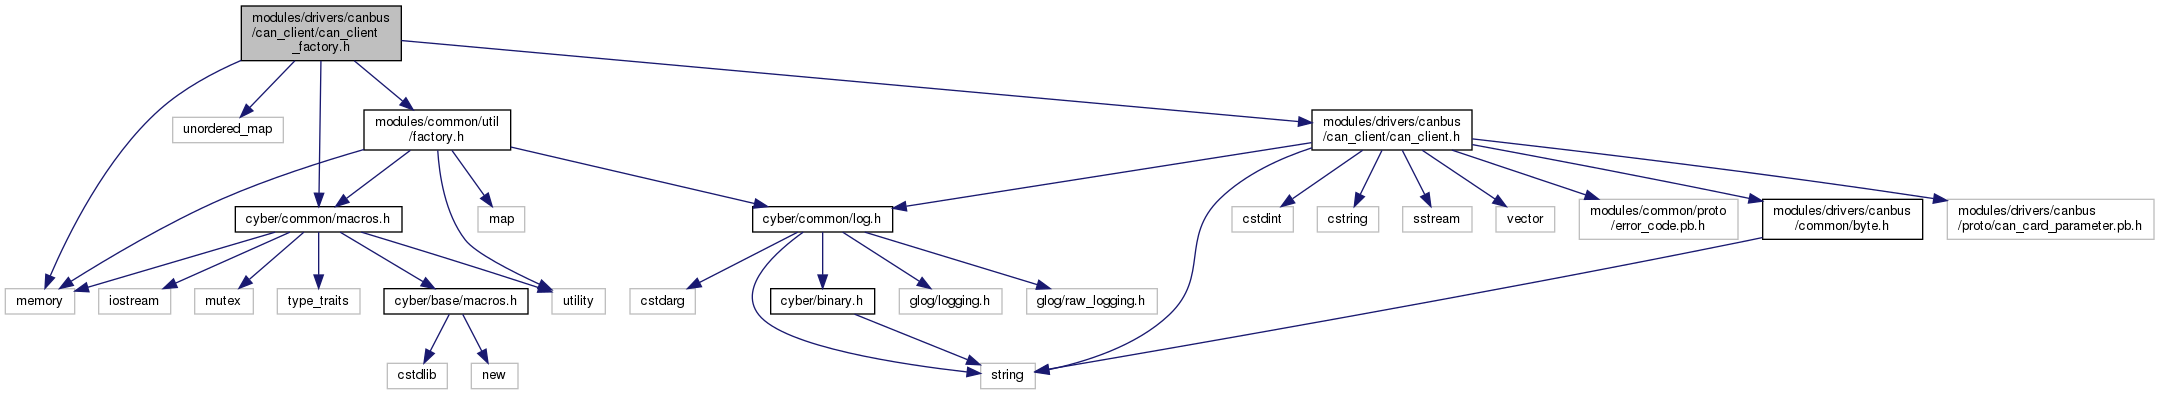 modules/drivers/canbus
/can_client/can_client
_factory.h
unordered_map
modules/common/util
/factory.h
modules/drivers/canbus
/can_client/can_client.h
cyber/common/macros.h
map
cyber/common/log.h
cstdint
cstring
sstream
vector
modules/common/proto
/error_code.pb.h
modules/drivers/canbus
/common/byte.h
modules/drivers/canbus
/proto/can_card_parameter.pb.h
memory
iostream
mutex
type_traits
cyber/base/macros.h
utility
cstdarg
cyber/binary.h
glog/logging.h
glog/raw_logging.h
cstdlib
new
string